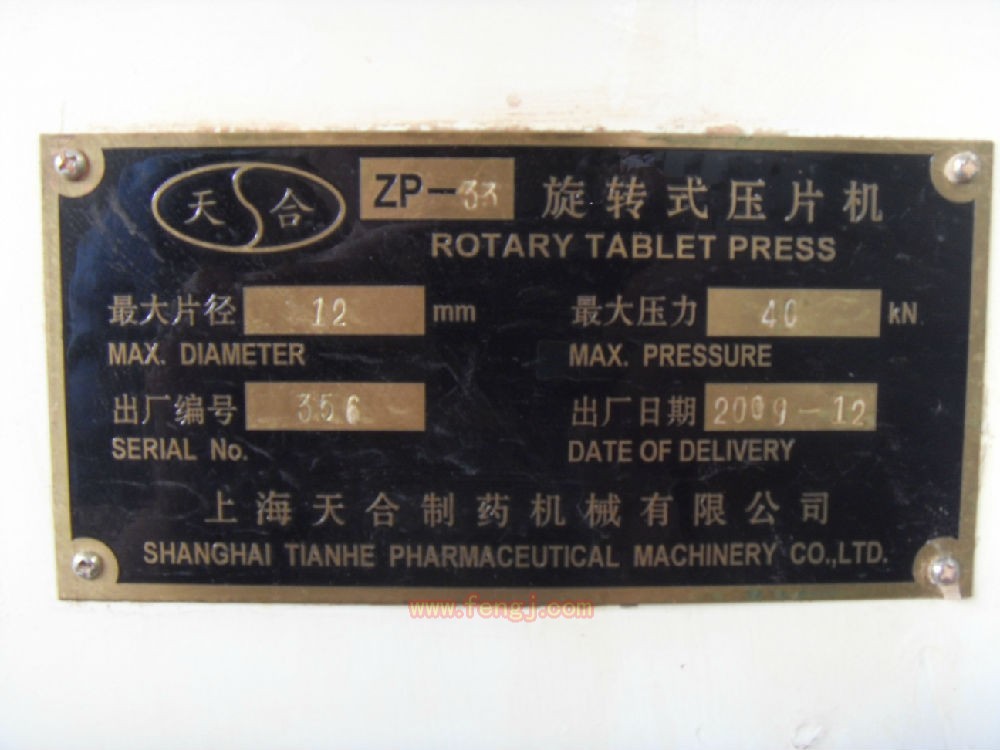 天合 ZP-33 旋转式压片机
ROTARY TABLET PRESS
最大片径 12 mm 最大压力 40 kN
MAX. DIAMETER MAX. PRESSURE
出厂编号 356 出厂日期 2009-12
SERIAL No. DATE OF DELIVERY
上海天合制药机械有限公司
SHANGHAI TIANHE PHARMACEUTICAL MACHINERY CO.,LTD.
www.fengj.com